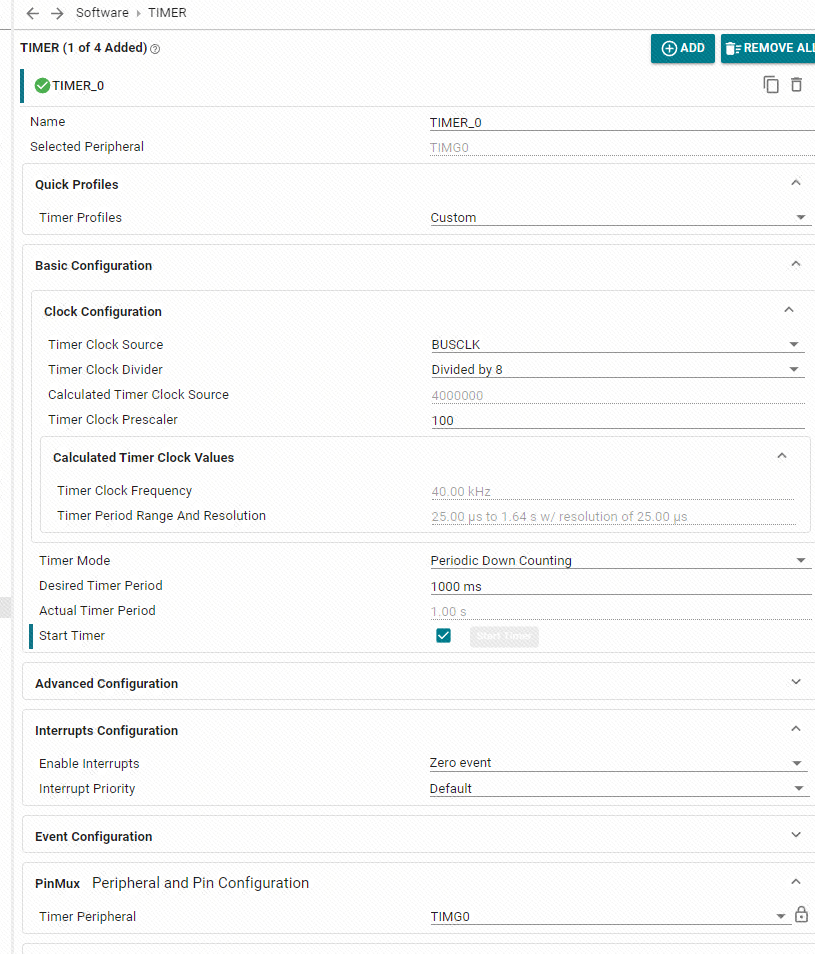 Software › TIMER
TIMER (1 of 4 Added) ?
ADD
REMOVE ALL
TIMER_0
Name TIMER_0
Selected Peripheral TIMG0
Quick Profiles
Timer Profiles Custom
Basic Configuration
Clock Configuration
Timer Clock Source BUSCLK
Timer Clock Divider Divided by 8
Calculated Timer Clock Source 4000000
Timer Clock Prescaler 100
Calculated Timer Clock Values
Timer Clock Frequency 40.00 kHz
Timer Period Range And Resolution 25.00 µs to 1.64 s w/ resolution of 25.00 µs
Timer Mode Periodic Down Counting
Desired Timer Period 1000 ms
Actual Timer Period 1.00 s
Start Timer Start Timer
Advanced Configuration
Interrupts Configuration
Enable Interrupts Zero event
Interrupt Priority Default
Event Configuration
PinMux Peripheral and Pin Configuration
Timer Peripheral TIMG0